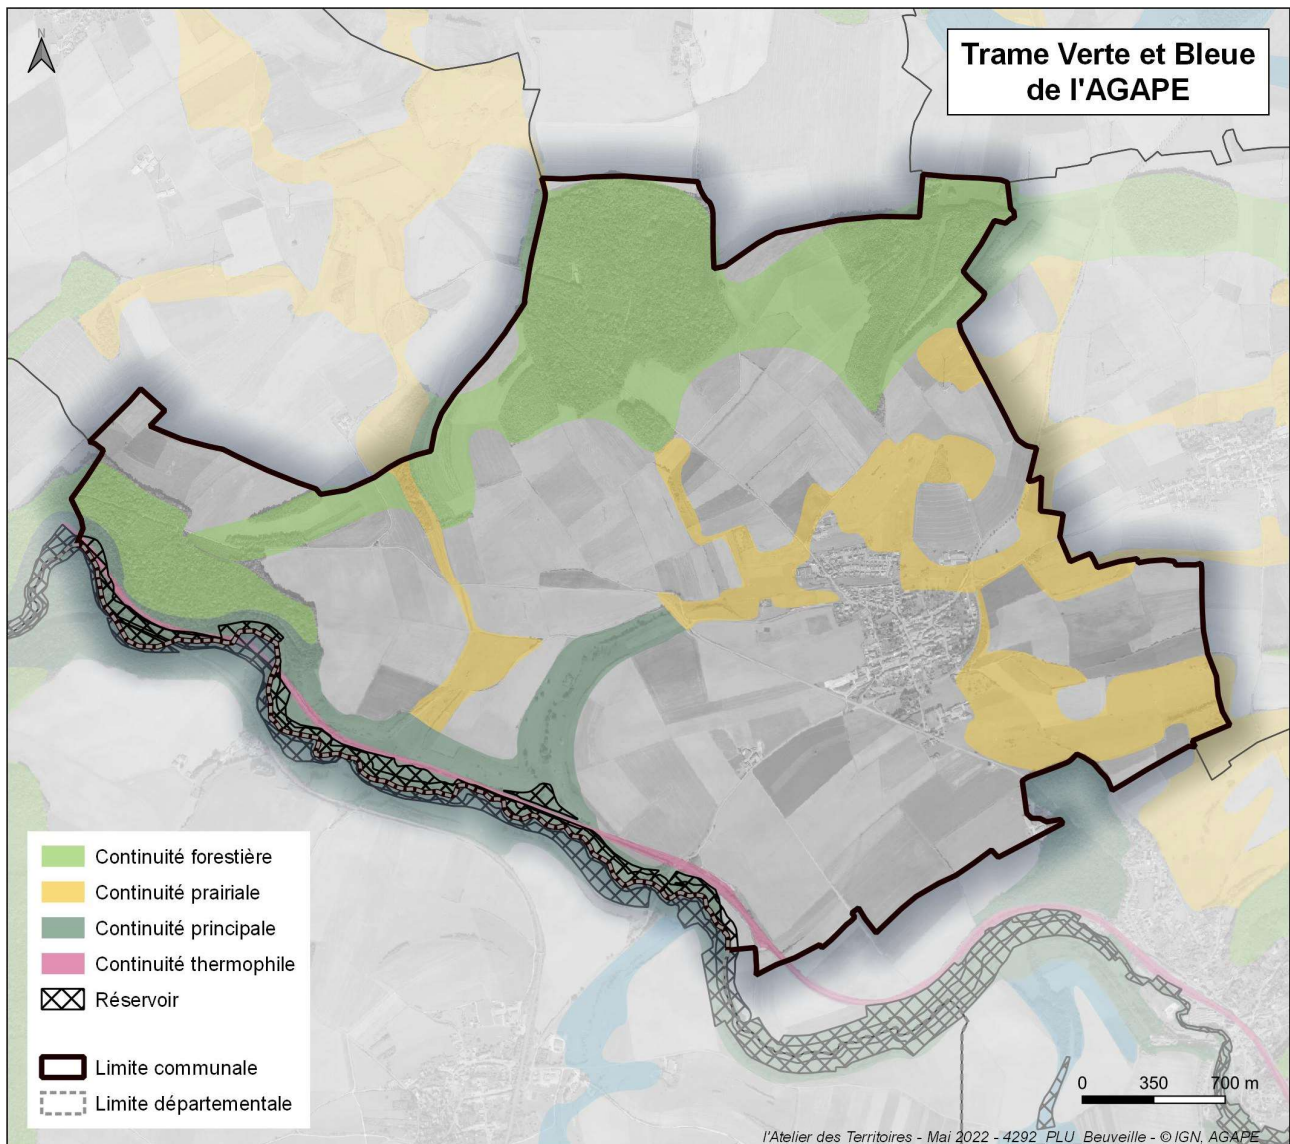 N
Trame Verte et Bleue
de l'AGAPE
Continuité forestière
Continuité prairiale
Continuité principale
Continuité thermophile
Réservoir
Limite communale
Limite départementale
0 350 700 m
l'Atelier des Territoires - Mai 2022 - 4292_PLU_Beuveille - © IGN, AGAPE